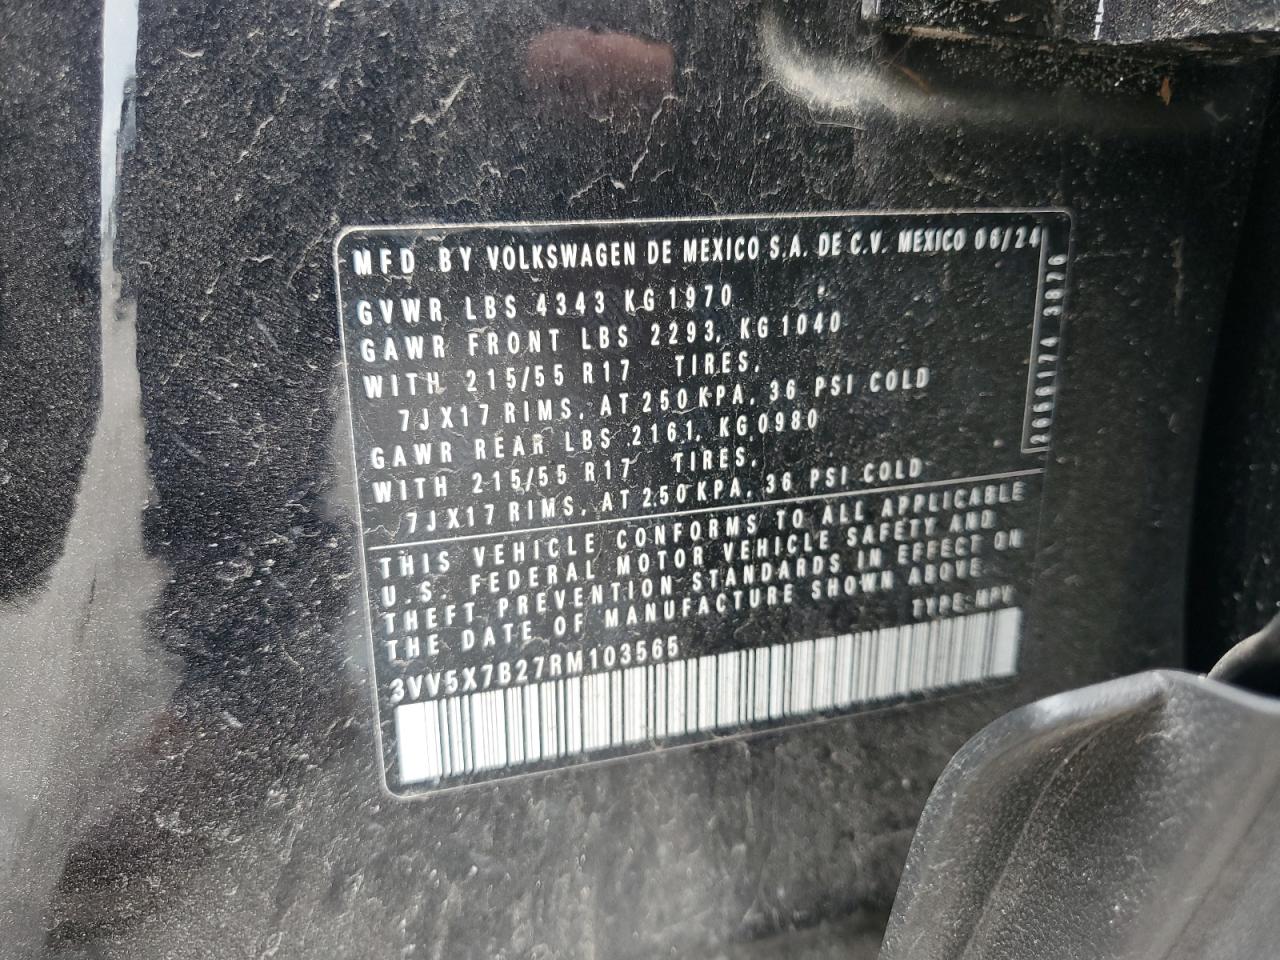 MFD BY VOLKSWAGEN DE MEXICO S.A. DE C.V. MEXICO 06/24
GVWR LBS 4343 KG 1970
GAWR FRONT LBS 2293, KG 1040
WITH 215/55 R17 TIRES,
7JX17 RIMS, AT 250 KPA, 36 PSI COLD
GAWR REAR LBS 2161, KG 0980
WITH 215/55 R17 TIRES,
7JX17 RIMS, AT 250 KPA, 36 PSI COLD
THIS VEHICLE CONFORMS TO ALL APPLICABLE
U.S. FEDERAL MOTOR VEHICLE SAFETY AND
THEFT PREVENTION STANDARDS IN EFFECT ON
THE DATE OF MANUFACTURE SHOWN ABOVE
TYPE:MPV
3VV5X7B27RM103565